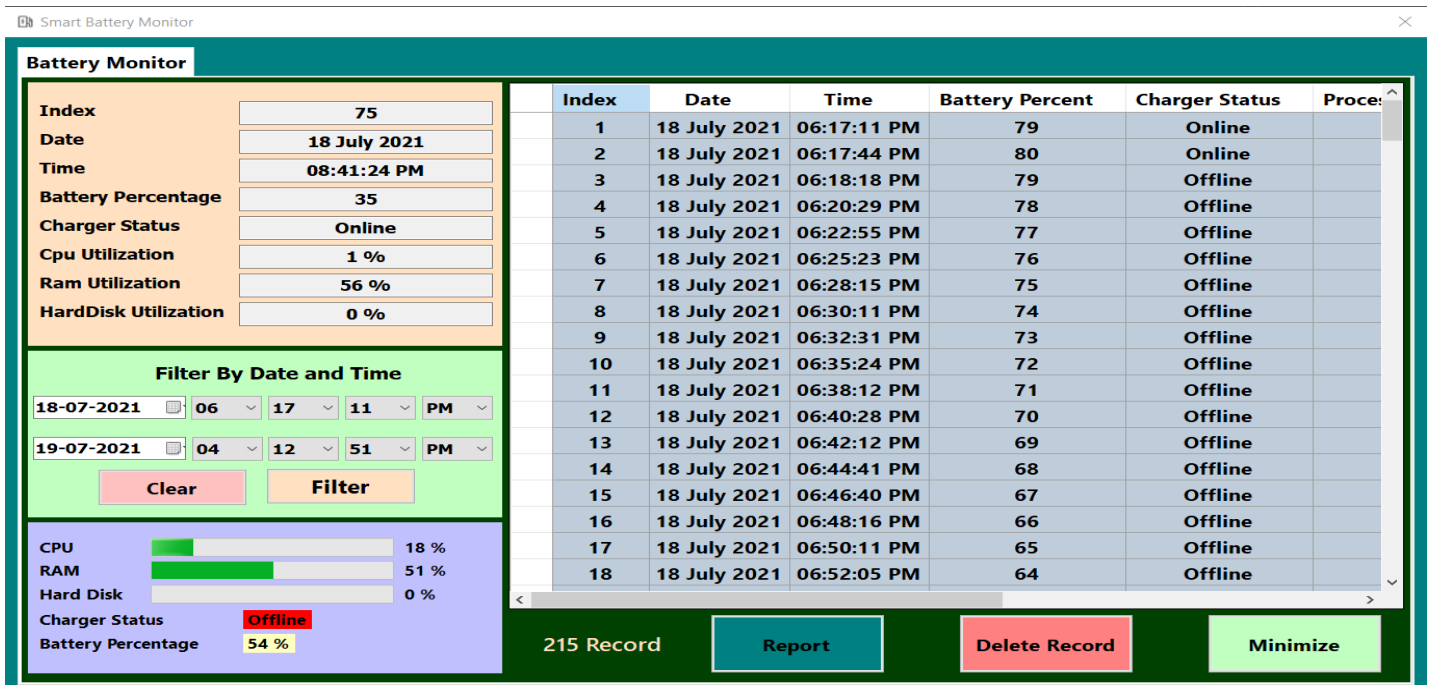 Smart Battery Monitor
Battery Monitor
Index 75
Date 18 July 2021
Time 08:41:24 PM
Battery Percentage 35
Charger Status Online
Cpu Utilization 1 %
Ram Utilization 56 %
HardDisk Utilization 0 %
Filter By Date and Time
18-07-2021 06 17 11 PM
19-07-2021 04 12 51 PM
Clear Filter
CPU 18 %
RAM 51 %
Hard Disk 0 %
Charger Status Offline
Battery Percentage 54 %
Index Date Time Battery Percent Charger Status Proces
1 18 July 2021 06:17:11 PM 79 Online
2 18 July 2021 06:17:44 PM 80 Online
3 18 July 2021 06:18:18 PM 79 Offline
4 18 July 2021 06:20:29 PM 78 Offline
5 18 July 2021 06:22:55 PM 77 Offline
6 18 July 2021 06:25:23 PM 76 Offline
7 18 July 2021 06:28:15 PM 75 Offline
8 18 July 2021 06:30:11 PM 74 Offline
9 18 July 2021 06:32:31 PM 73 Offline
10 18 July 2021 06:35:24 PM 72 Offline
11 18 July 2021 06:38:12 PM 71 Offline
12 18 July 2021 06:40:28 PM 70 Offline
13 18 July 2021 06:42:12 PM 69 Offline
14 18 July 2021 06:44:41 PM 68 Offline
15 18 July 2021 06:46:40 PM 67 Offline
16 18 July 2021 06:48:16 PM 66 Offline
17 18 July 2021 06:50:11 PM 65 Offline
18 18 July 2021 06:52:05 PM 64 Offline
215 Record Report Delete Record Minimize